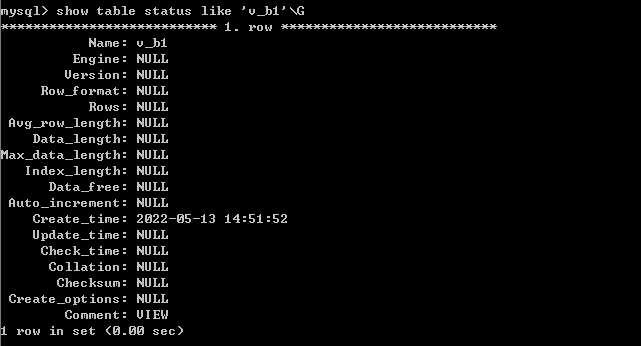 mysql> show table status like 'v_b1'\G
*************************** 1. row ***************************
Name: v_b1
Engine: NULL
Version: NULL
Row_format: NULL
Rows: NULL
Avg_row_length: NULL
Data_length: NULL
Max_data_length: NULL
Index_length: NULL
Data_free: NULL
Auto_increment: NULL
Create_time: 2022-05-13 14:51:52
Update_time: NULL
Check_time: NULL
Collation: NULL
Checksum: NULL
Create_options: NULL
Comment: VIEW
1 row in set (0.00 sec)